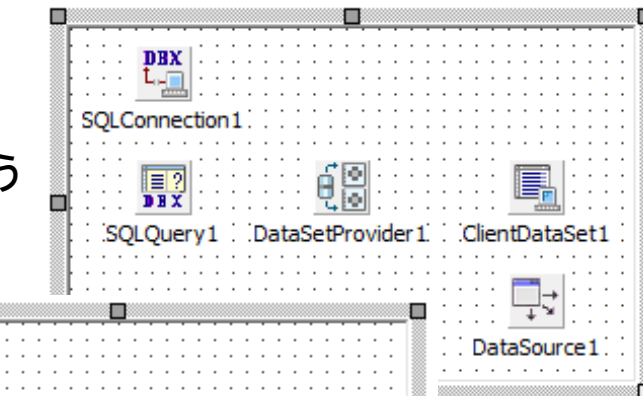 DBX
SQLConnection1
う
?
DBX
SQLQuery1
DataSetProvider1
ClientDataSet1
DataSource1